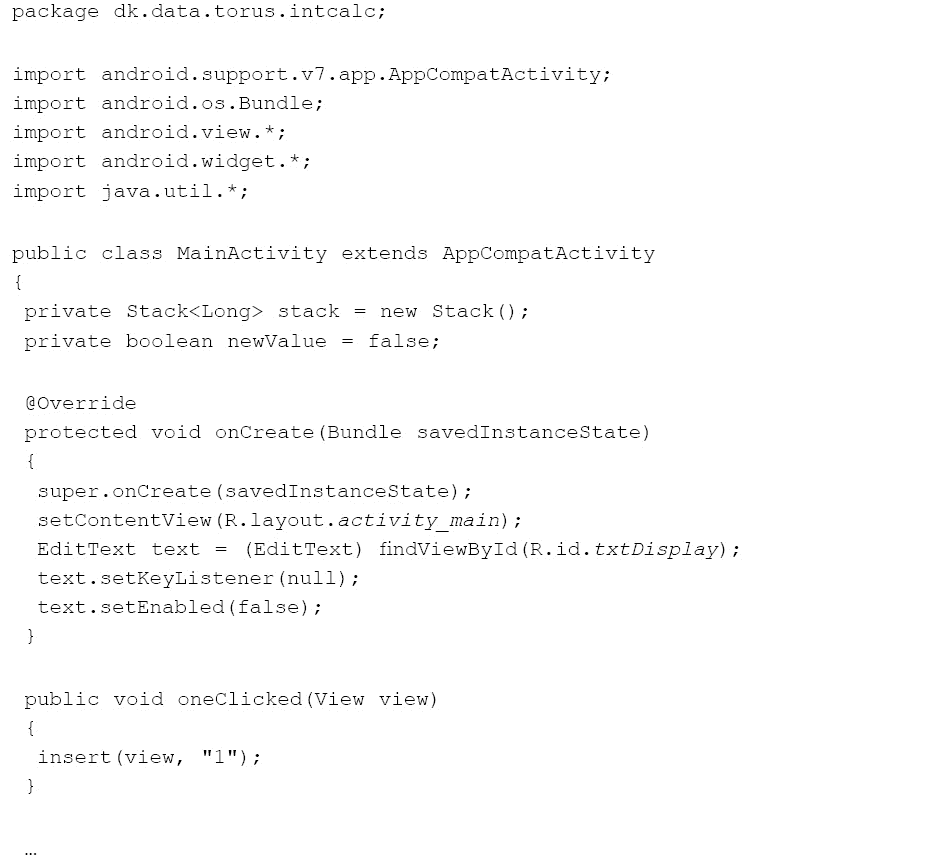 package dk.data.torus.intcalc;
import android.support.v7.app.AppCompatActivity;
import android.os.Bundle;
import android.view.*;
import android.widget.*;
import java.util.*;
public class MainActivity extends AppCompatActivity
{
private Stack<Long> stack = new Stack();
private boolean newValue = false;
@Override
protected void onCreate(Bundle savedInstanceState)
{
super.onCreate(savedInstanceState);
setContentView(R.layout.activity_main);
EditText text = (EditText) findViewById(R.id.txtDisplay);
text.setKeyListener(null);
text.setEnabled(false);
}
public void oneClicked(View view)
{
insert(view, "1");
}
…